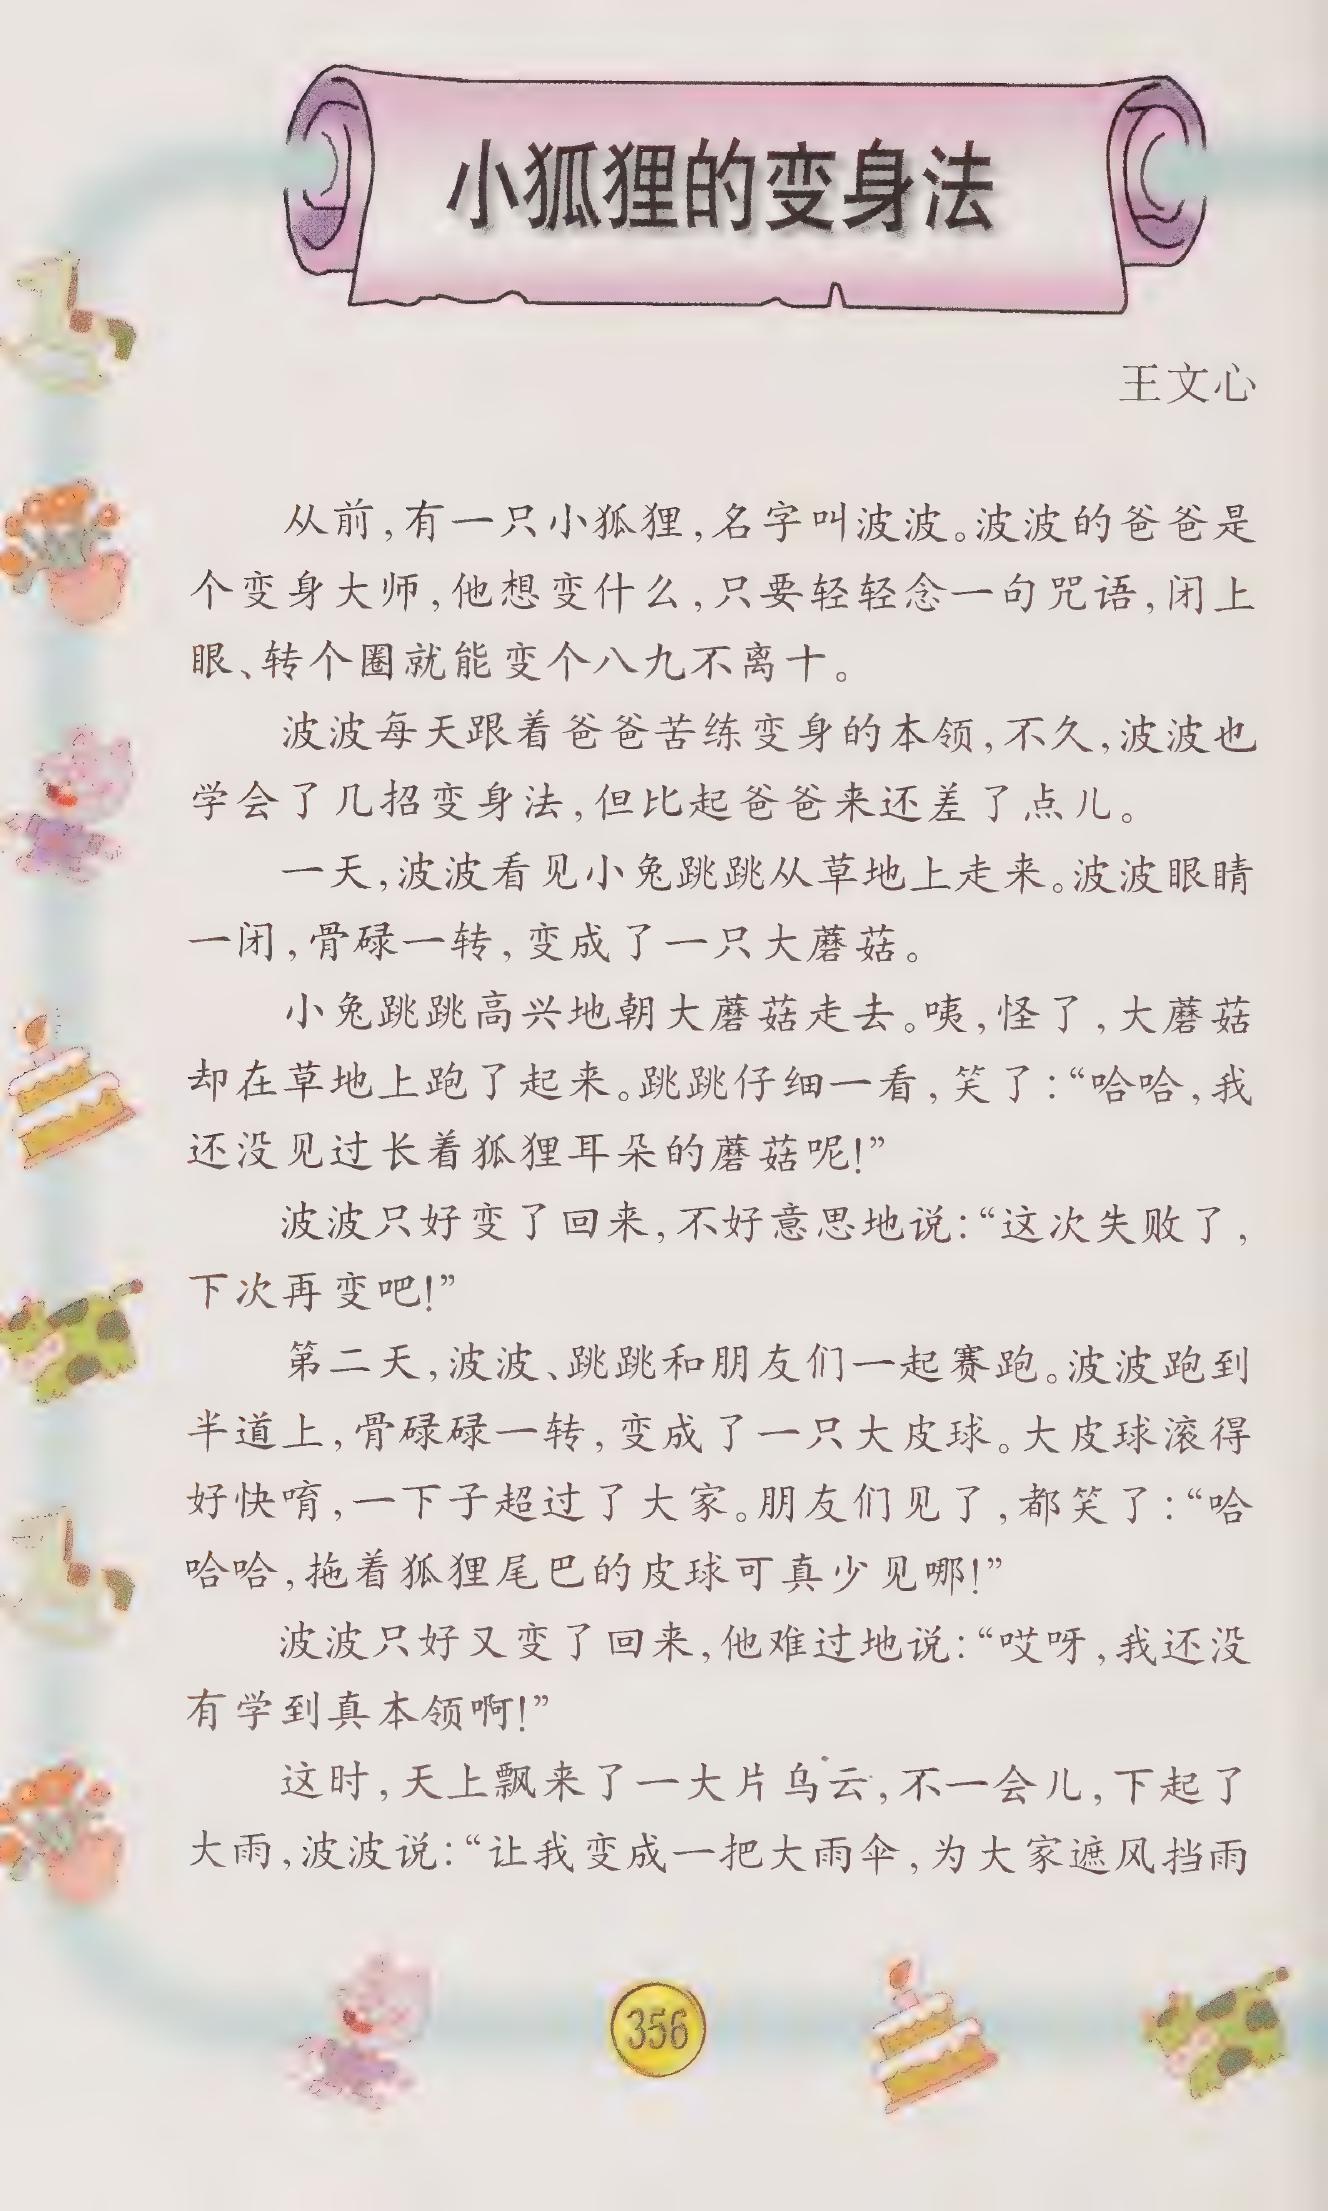 小狐狸的变身法
王文心
从前,有一只小狐狸,名字叫波波。波波的爸爸是
个变身大师,他想变什么,只要轻轻念一句咒语,闭上
眼、转个圈就能变个八九不离十。
波波每天跟着爸爸苦练变身的本领,不久,波波也
学会了几招变身法,但比起爸爸来还差了点儿。
一天,波波看见小兔跳跳从草地上走来。波波眼睛
一闭,骨碌一转,变成了一只大蘑菇。
小兔跳跳高兴地朝大蘑菇走去。咦,怪了,大蘑菇
却在草地上跑了起来。跳跳仔细一看,笑了:“哈哈,我
还没见过长着狐狸耳朵的蘑菇呢!”
波波只好变了回来,不好意思地说:“这次失败了,
下次再变吧!”
第二天,波波、跳跳和朋友们一起赛跑。波波跑到
半道上,骨碌碌一转,变成了一只大皮球。大皮球滚得
好快唷,一下子超过了大家。朋友们见了,都笑了:“哈
哈哈,拖着狐狸尾巴的皮球可真少见哪!”
波波只好又变了回来,他难过地说:“哎呀,我还没
有学到真本领啊!”
这时,天上飘来了一大片乌云,不一会儿,下起了
大雨,波波说:“让我变成一把大雨伞,为大家遮风挡雨
356